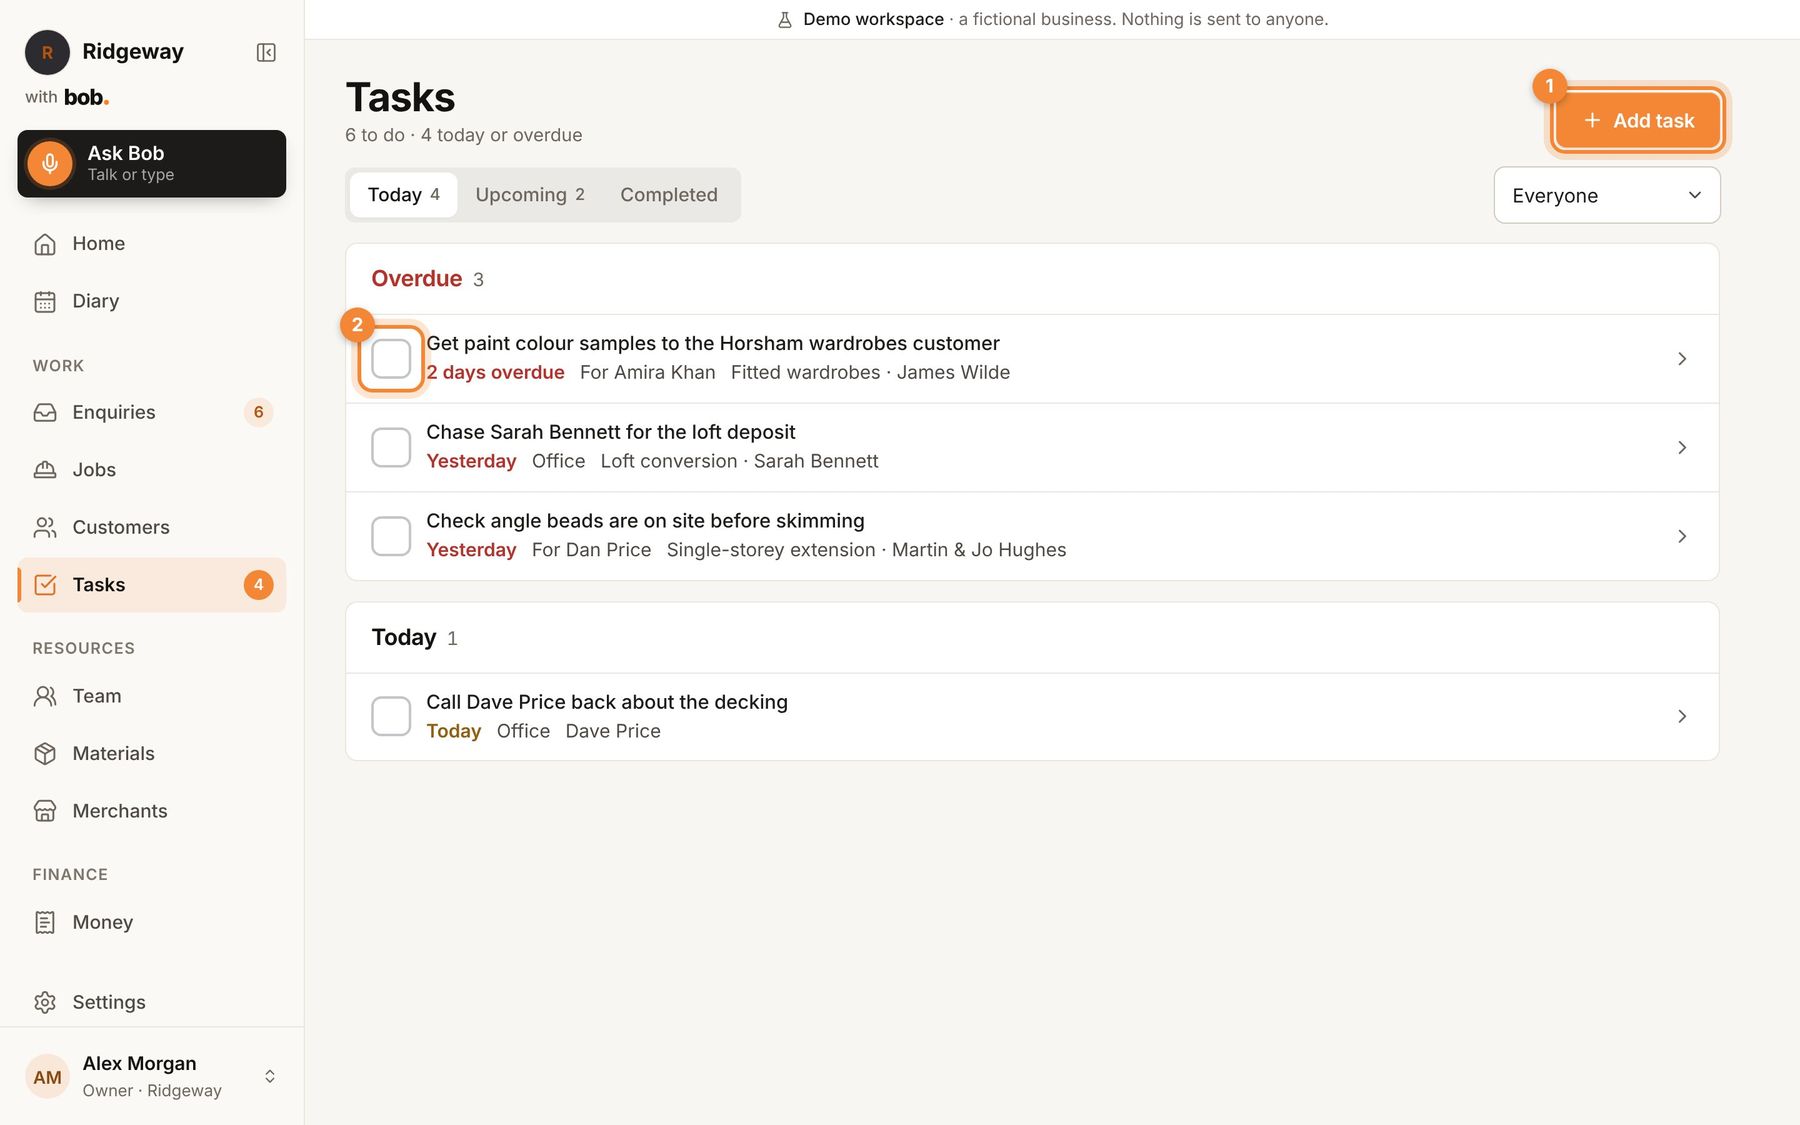 Demo workspace · a fictional business. Nothing is sent to anyone.
R Ridgeway
with bob.
Ask Bob
Talk or type
Home
Diary
WORK
Enquiries 6
Jobs
Customers
Tasks 4
RESOURCES
Team
Materials
Merchants
FINANCE
Money
Settings
AM Alex Morgan
Owner · Ridgeway
Tasks
6 to do · 4 today or overdue
1
+ Add task
Today 4 Upcoming 2 Completed
Everyone
Overdue 3
2
Get paint colour samples to the Horsham wardrobes customer
2 days overdue For Amira Khan Fitted wardrobes · James Wilde
Chase Sarah Bennett for the loft deposit
Yesterday Office Loft conversion · Sarah Bennett
Check angle beads are on site before skimming
Yesterday For Dan Price Single-storey extension · Martin & Jo Hughes
Today 1
Call Dave Price back about the decking
Today Office Dave Price